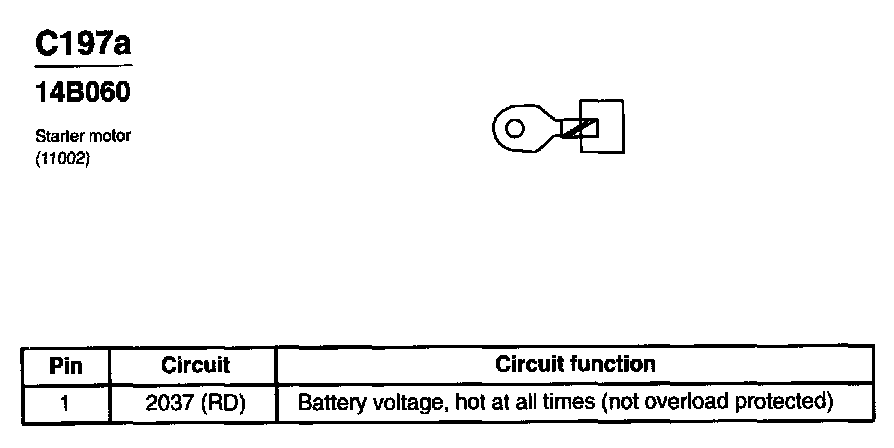 C197a
14B060
Starter motor
(11002)
Pin Circuit Circuit function
1 2037 (RD) Battery voltage, hot at all times (not overload protected)